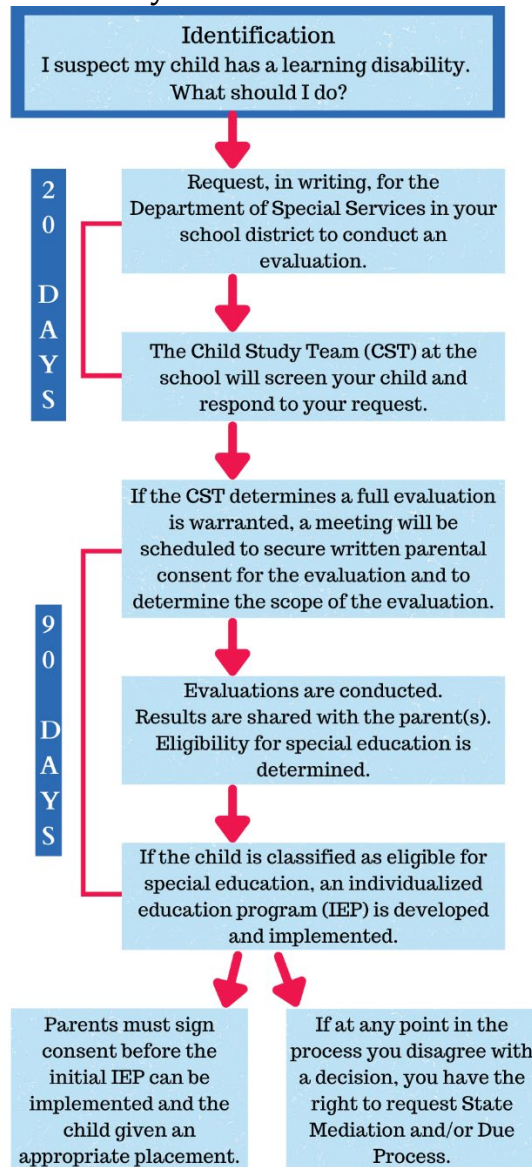 Identification
I suspect my child has a learning disability.
What should I do?
20 DAYS
Request, in writing, for the
Department of Special Services in your
school district to conduct an
evaluation.
The Child Study Team (CST) at the
school will screen your child and
respond to your request.
If the CST determines a full evaluation
is warranted, a meeting will be
scheduled to secure written parental
consent for the evaluation and to
determine the scope of the evaluation.
90 DAYS
Evaluations are conducted.
Results are shared with the parent(s).
Eligibility for special education is
determined.
If the child is classified as eligible for
special education, an individualized
education program (IEP) is developed
and implemented.
Parents must sign
consent before the
initial IEP can be
implemented and the
child given an
appropriate placement.
If at any point in the
process you disagree with
a decision, you have the
right to request State
Mediation and/or Due
Process.